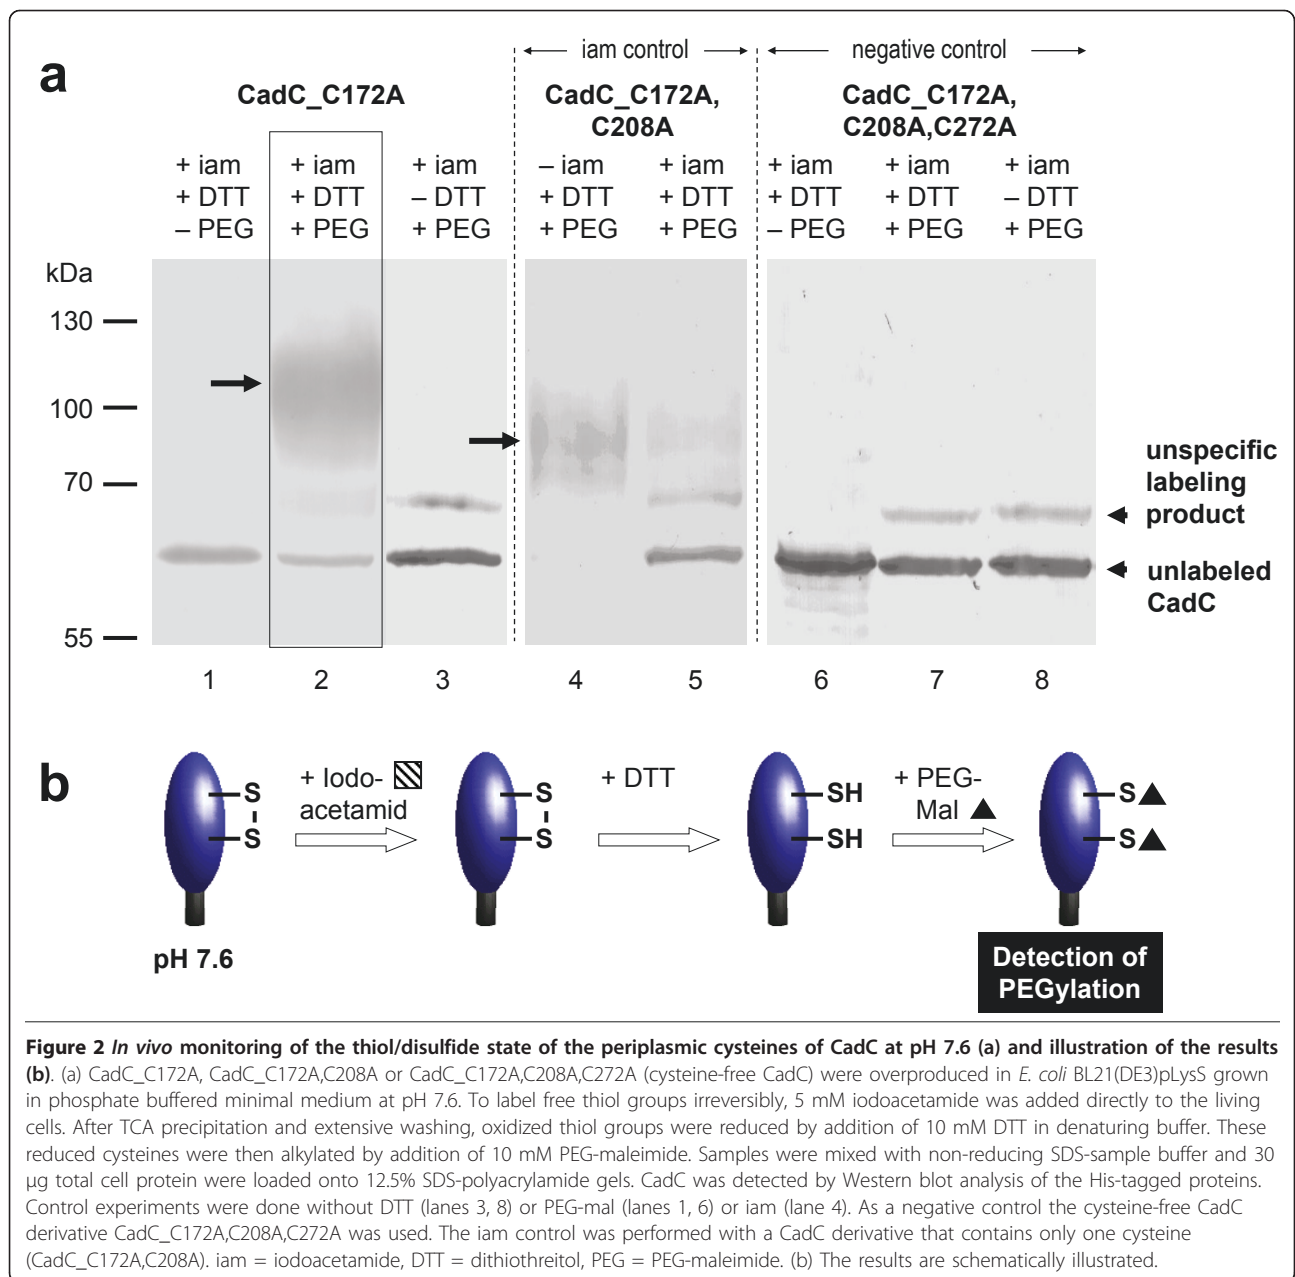 a
iam control
negative control
CadC_C172A
CadC_C172A,
C208A
CadC_C172A,
C208A,C272A
+ iam
+ DTT
– PEG
+ iam
+ DTT
+ PEG
+ iam
– DTT
+ PEG
– iam
+ DTT
+ PEG
+ iam
+ DTT
+ PEG
+ iam
+ DTT
– PEG
+ iam
+ DTT
+ PEG
– iam
– DTT
+ PEG
kDa
130
100
70
55
unspecific
labeling
product
unlabeled
CadC
1 2 3 4 5 6 7 8
b
S
S
pH 7.6
+ Iodo-
acetamid
S
S
+ DTT
SH
SH
+ PEG-
Mal
S
S
Detection of
PEGylation
Figure 2 In vivo monitoring of the thiol/disulfide state of the periplasmic cysteines of CadC at pH 7.6 (a) and illustration of the results
(b). (a) CadC_C172A, CadC_C172A,C208A or CadC_C172A,C208A,C272A (cysteine-free CadC) were overproduced in E. coli BL21(DE3)pLysS grown
in phosphate buffered minimal medium at pH 7.6. To label free thiol groups irreversibly, 5 mM iodoacetamide was added directly to the living
cells. After TCA precipitation and extensive washing, oxidized thiol groups were reduced by addition of 10 mM DTT in denaturing buffer. These
reduced cysteines were then alkylated by addition of 10 mM PEG-maleimide. Samples were mixed with non-reducing SDS-sample buffer and 30
μg total cell protein were loaded onto 12.5% SDS-polyacrylamide gels. CadC was detected by Western blot analysis of the His-tagged proteins.
Control experiments were done without DTT (lanes 3, 8) or PEG-mal (lanes 1, 6) or iam (lane 4). As a negative control the cysteine-free CadC
derivative CadC_C172A,C208A,C272A was used. The iam control was performed with a CadC derivative that contains only one cysteine
(CadC_C172A,C208A). iam = iodoacetamide, DTT = dithiothreitol, PEG = PEG-maleimide. (b) The results are schematically illustrated.